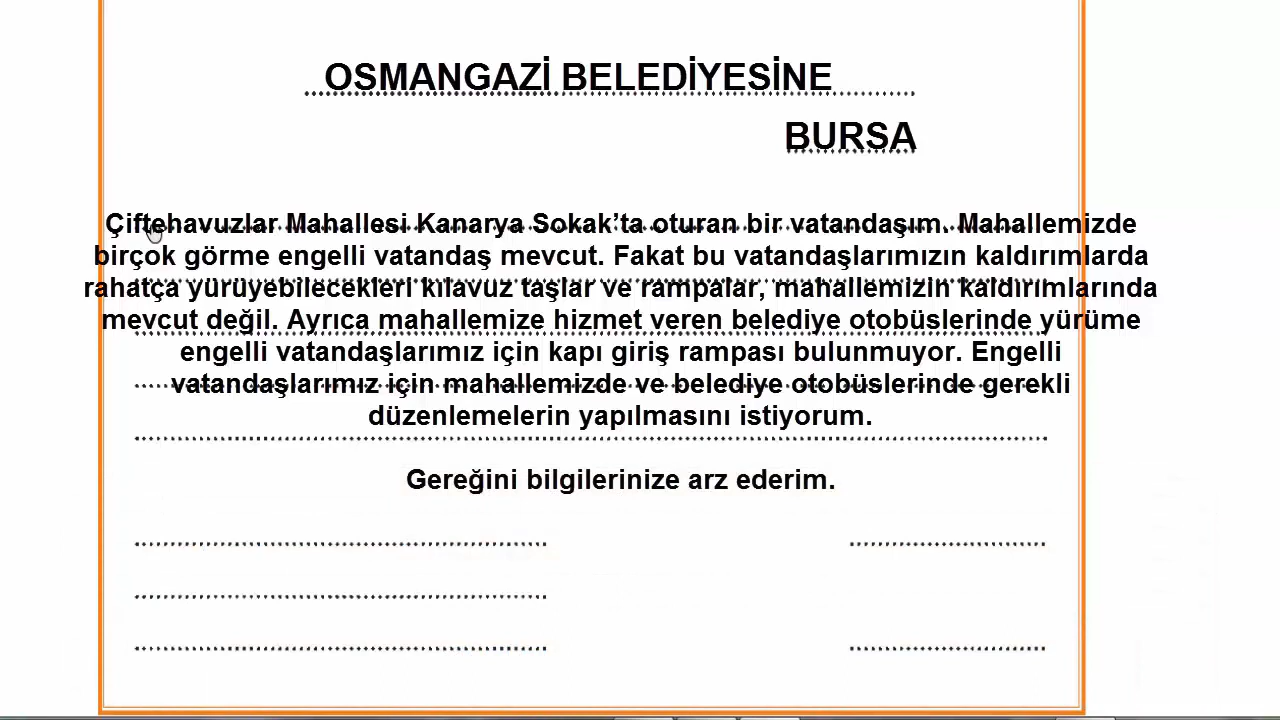 OSMANGAZİ BELEDİYESİNE
BURSA
Çiftehavuzlar Mahallesi Kanarya Sokak’ta oturan bir vatandaşım. Mahallemizde
birçok görme engelli vatandaş mevcut. Fakat bu vatandaşlarımızın kaldırımlarda
rahatça yürüyebilecekleri kılavuz taşlar ve rampalar, mahallemizin kaldırımlarında
mevcut değil. Ayrıca mahallemize hizmet veren belediye otobüslerinde yürüme
engelli vatandaşlarımız için kapı giriş rampası bulunmuyor. Engelli
vatandaşlarımız için mahallemizde ve belediye otobüslerinde gerekli
düzenlemelerin yapılmasını istiyorum.
Gereğini bilgilerinize arz ederim.